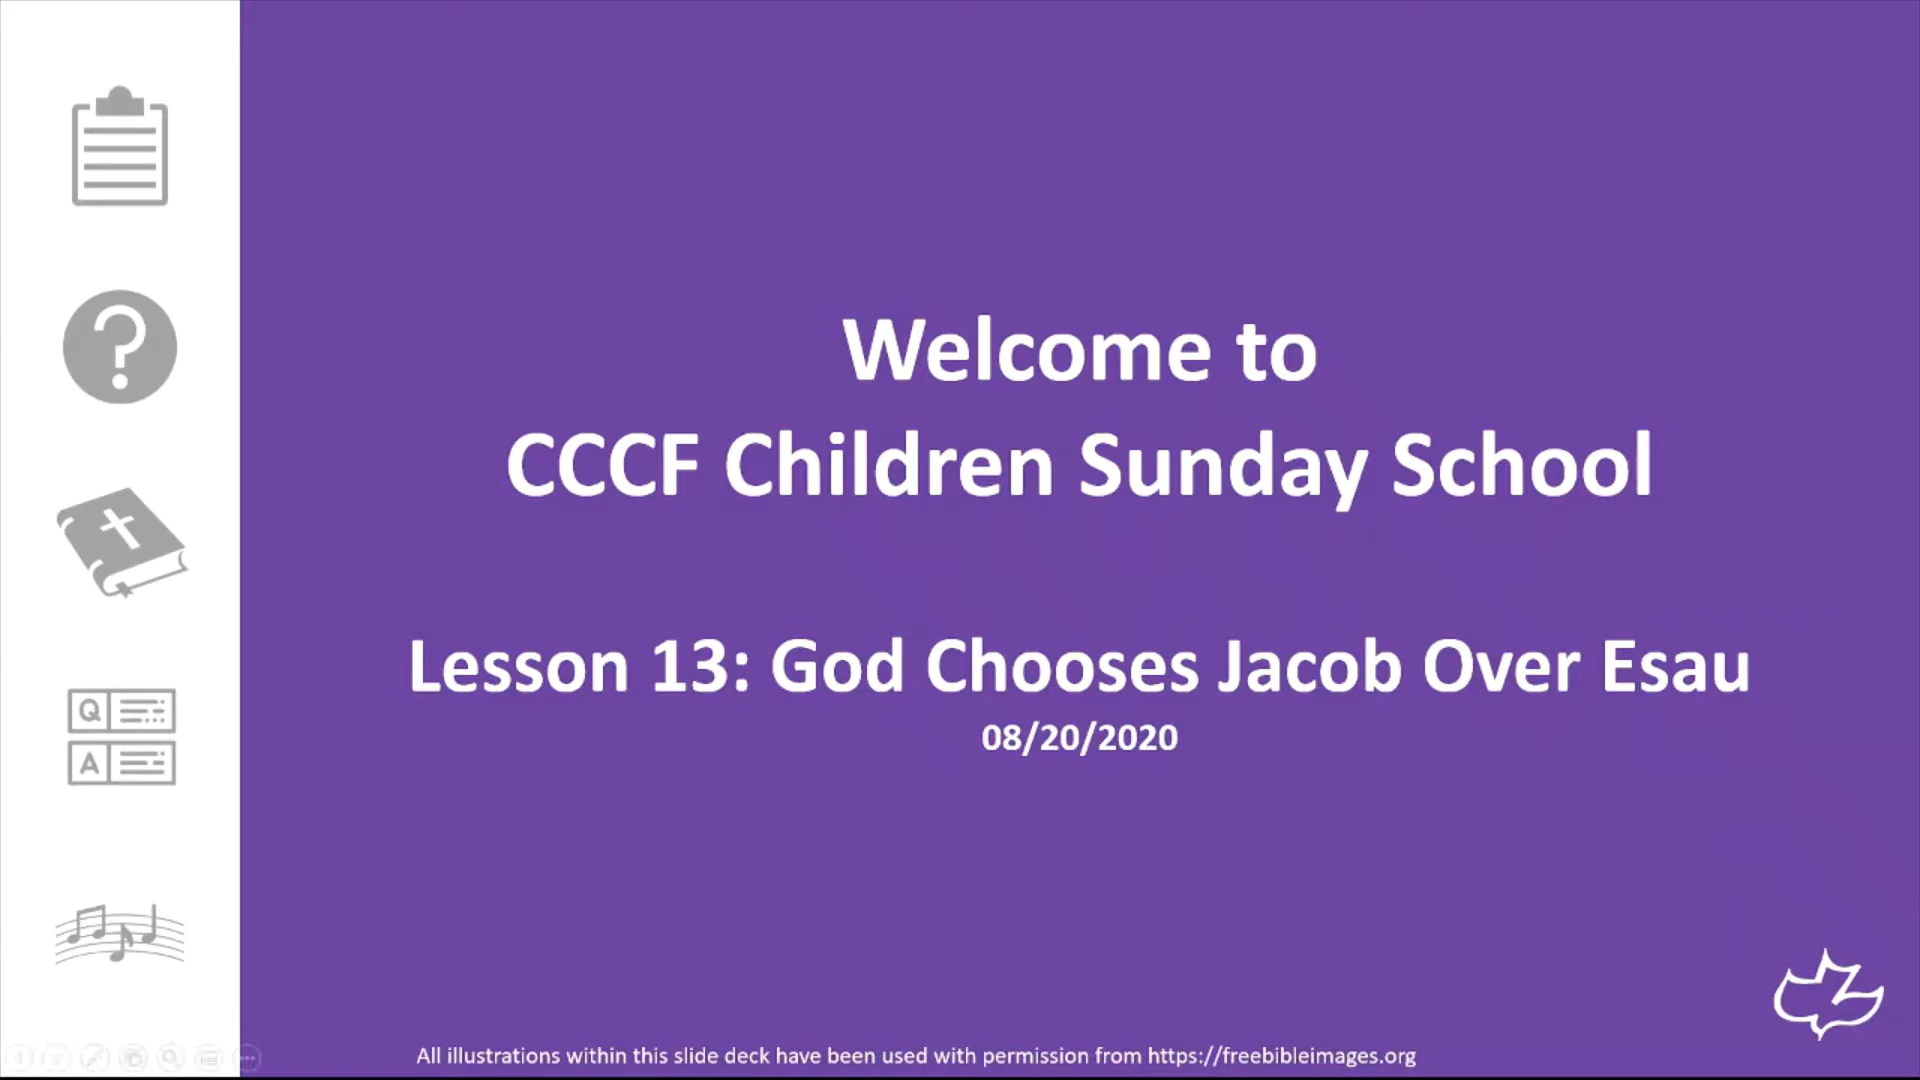 Welcome to
CCCF Children Sunday School
Lesson 13: God Chooses Jacob Over Esau
08/20/2020
Q
A
All illustrations within this slide deck have been used with permission from https://freebibleimages.org